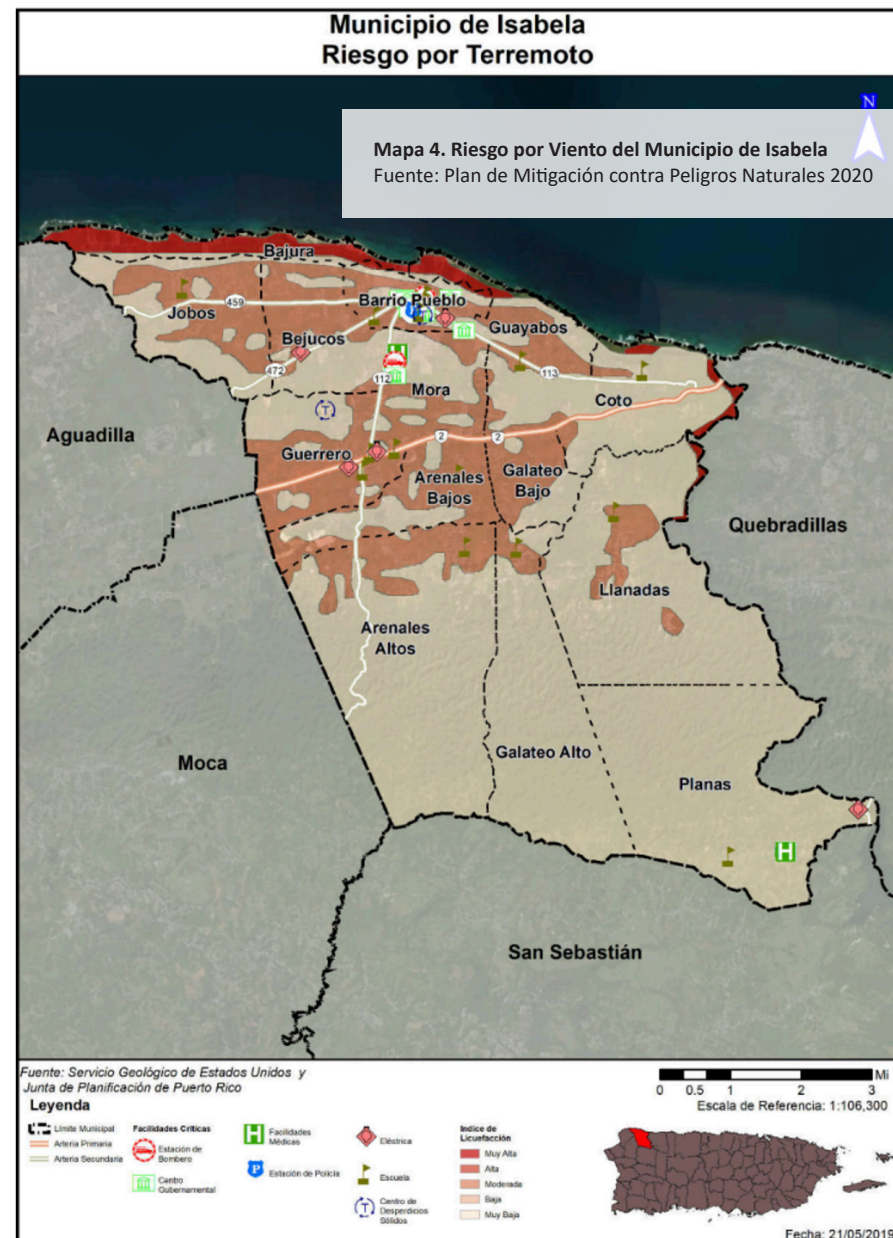 Municipio de Isabela
Riesgo por Terremoto
N
Mapa 4. Riesgo por Viento del Municipio de Isabela
Fuente: Plan de Mitigación contra Peligros Naturales 2020
Bajura
Barrio Pueblo
459
Jobos
Guayabos
Bejucos
472
112
113
Mora
Coto
Aguadilla
2
2
Guerrero
Arenales
Bajos
Galateo
Bajo
Quebradillas
Llanadas
Arenales
Altos
Moca
Galateo Alto
Planas
H
San Sebastián
Fuente: Servicio Geológico de Estados Unidos y
Junta de Planificación de Puerto Rico
Mi
0 0.5 1 2 3
Escala de Referencia: 1:106,300
Leyenda
Límite Municipal
Arteria Primaria
Arteria Secundaria
Facilidades Críticas
Estación de
Bombero
Centro
Gubernamental
H
Facilidades
Médicas
P
Estación de Policía
Eléctrica
Escuela
T
Centro de
Desperdicios
Sólidos
Indice de
Licuefacción
Muy Alta
Alta
Moderada
Baja
Muy Baja
Fecha: 21/05/2019